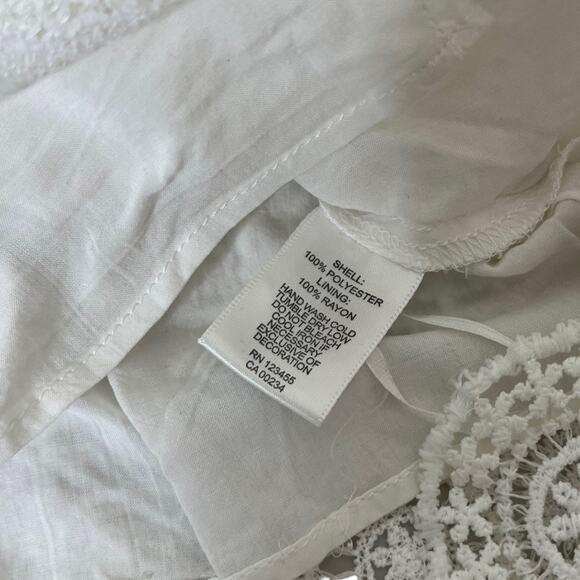 SHELL:
100% POLYESTER
LINING:
100% RAYON
HAND WASH COLD
TUMBLE DRY LOW
DO NOT BLEACH
COOL IRON IF
NECESSARY
EXCLUSIVE OF
DECORATION
RN 123455
CA 00234